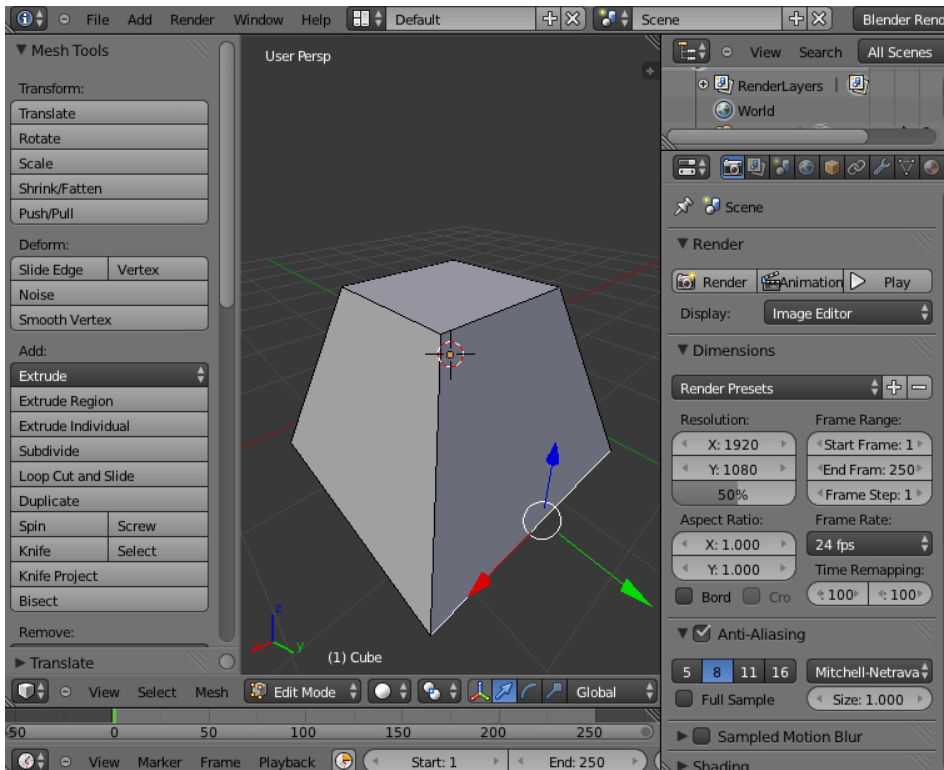 File Add Render Window Help Default Scene Blender Rend
Mesh Tools
Transform:
Translate
Rotate
Scale
Shrink/Fatten
Push/Pull
Deform:
Slide Edge Vertex
Noise
Smooth Vertex
Add:
Extrude
Extrude Region
Extrude Individual
Subdivide
Loop Cut and Slide
Duplicate
Spin Screw
Knife Select
Knife Project
Bisect
Remove:
Translate
User Persp
z
x y
(1) Cube
View Select Mesh Edit Mode Global
-50 0 50 100 150 200 250
View Marker Frame Playback Start: 1 End: 250
View Search All Scenes
RenderLayers |
World
Scene
Render
Render Animation Play
Display: Image Editor
Dimensions
Render Presets
Resolution: Frame Range:
X: 1920 Start Frame: 1
Y: 1080 End Fram: 250
50% Frame Step: 1
Aspect Ratio: Frame Rate:
X: 1.000 24 fps
Y: 1.000 Time Remapping:
Bord Cro : 100 : 100
Anti-Aliasing
5 8 11 16 Mitchell-Netrava
Full Sample Size: 1.000
Sampled Motion Blur
Shading